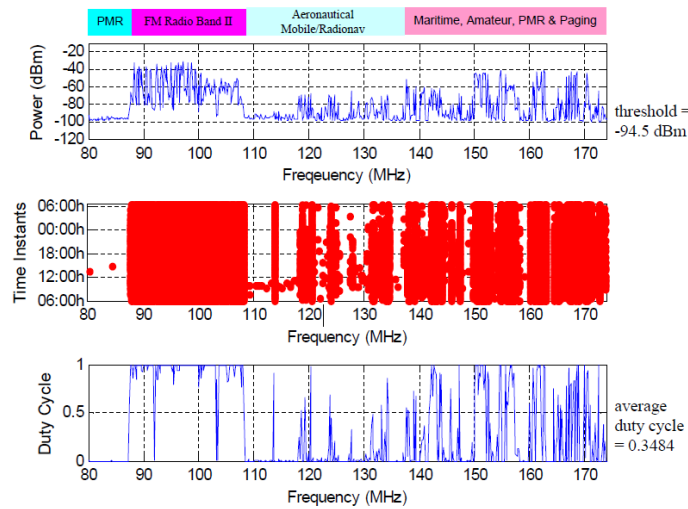 PMR
FM Radio Band II
Aeronautical
Mobile/Radionav
Maritime, Amateur, PMR & Paging
Power (dBm)
-20
-40
-60
-80
-100
-120
80 90 100 110 120 130 140 150 160 170
Freqeuency (MHz)
threshold =
-94.5 dBm
Time Instants
06:00h
00:00h
18:00h
12:00h
06:00h
80 90 100 110 120 130 140 150 160 170
Frequency (MHz)
Duty Cycle
1
0.5
0
80 90 100 110 120 130 140 150 160 170
Frequency (MHz)
average
duty cycle
= 0.3484